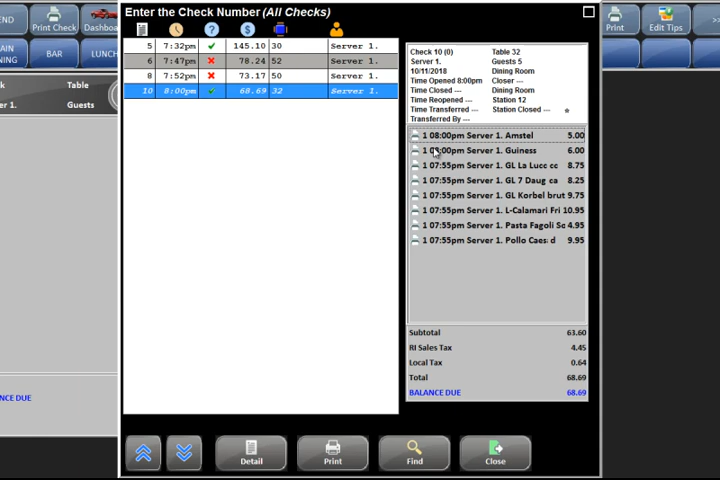 END
Print Check
Dashboa
Enter the Check Number (All Checks)
Print
Edit Tips
>>
AIN
NING
BAR
LUNCH
ck
Table
er 1.
Guests
5 7:32pm 145.10 30 Server 1.
6 7:47pm 78.24 52 Server 1.
8 7:52pm 73.17 50 Server 1.
10 8:00pm 68.69 32 Server 1.
Check 10 (0) Table 32
Server 1. Guests 5
10/11/2018 Dining Room
Time Opened 8:00pm Closer ---
Time Closed --- Dining Room
Time Reopened --- Station 12
Time Transferred --- Station Closed --- *
Transferred By ---
1 08:00pm Server 1. Amstel 5.00
1 08:00pm Server 1. Guiness 6.00
1 07:55pm Server 1. GL La Lucc cc 8.75
1 07:55pm Server 1. GL 7 Daug ca 8.25
1 07:55pm Server 1. GL Korbel brut 9.75
1 07:55pm Server 1. L-Calamari Fri 10.95
1 07:55pm Server 1. Pasta Fagoli Sc 4.95
1 07:55pm Server 1. Pollo Caes d 9.95
Subtotal 63.60
RI Sales Tax 4.45
Local Tax 0.64
Total 68.69
BALANCE DUE 68.69
NCE DUE
Detail
Print
Find
Close